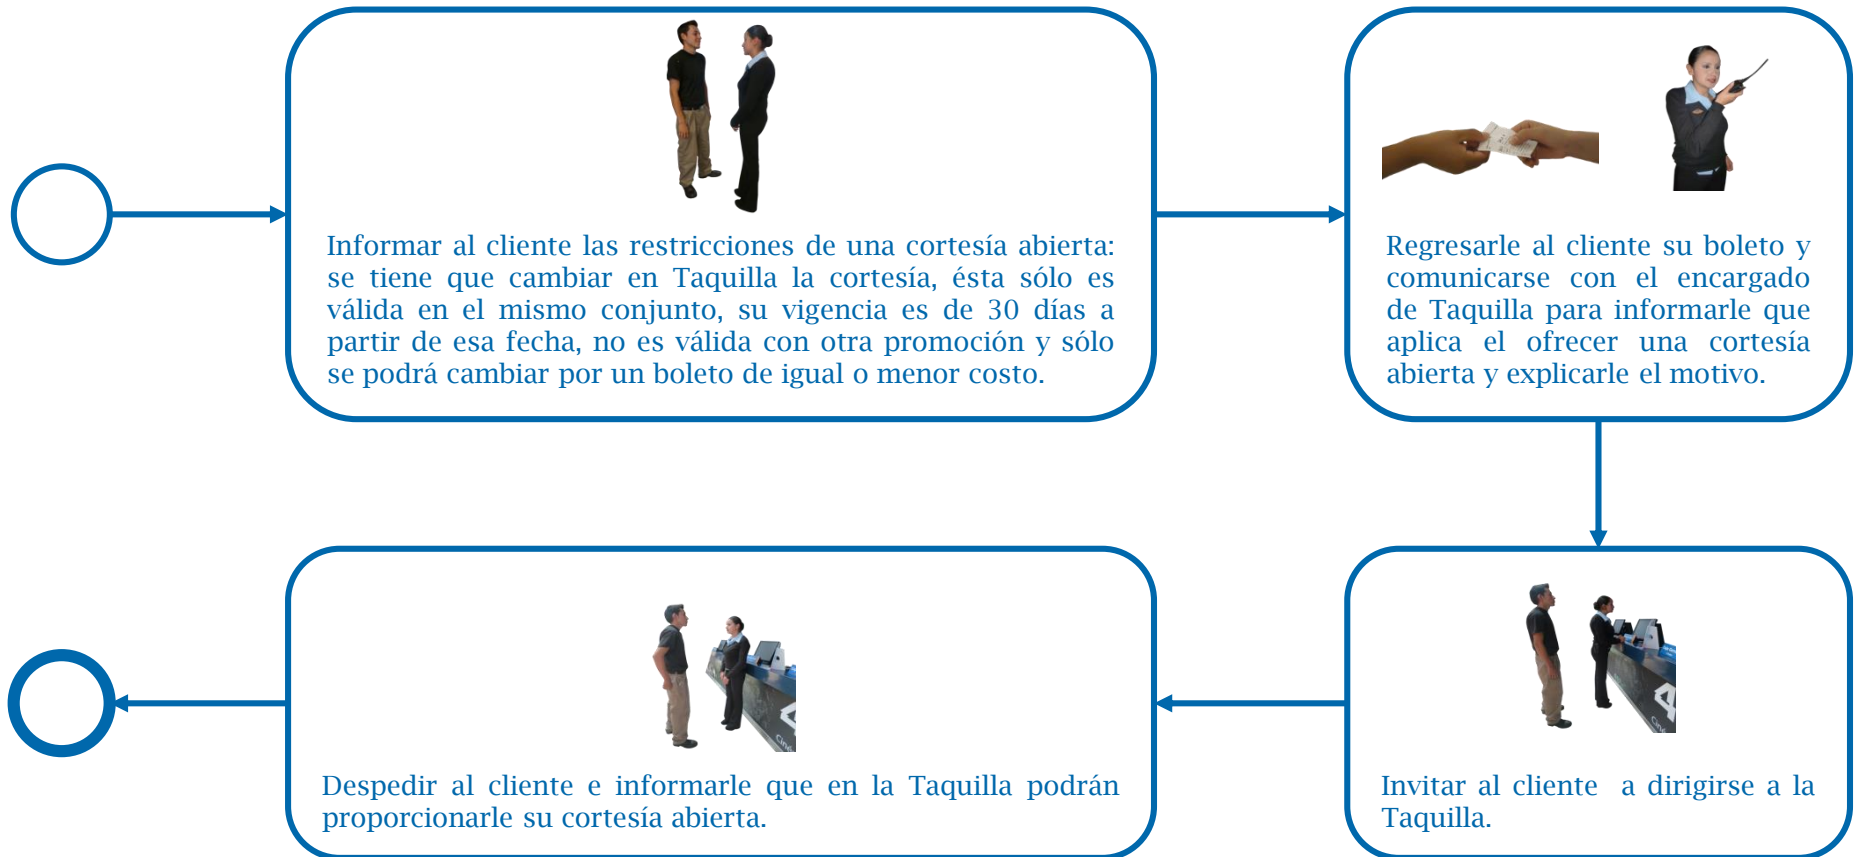 Informar al cliente las restricciones de una cortesía abierta:
se tiene que cambiar en Taquilla la cortesía, ésta sólo es
válida en el mismo conjunto, su vigencia es de 30 días a
partir de esa fecha, no es válida con otra promoción y sólo
se podrá cambiar por un boleto de igual o menor costo.
Regresarle al cliente su boleto y
comunicarse con el encargado
de Taquilla para informarle que
aplica el ofrecer una cortesía
abierta y explicarle el motivo.
Invitar al cliente a dirigirse a la
Taquilla.
Despedir al cliente e informarle que en la Taquilla podrán
proporcionarle su cortesía abierta.